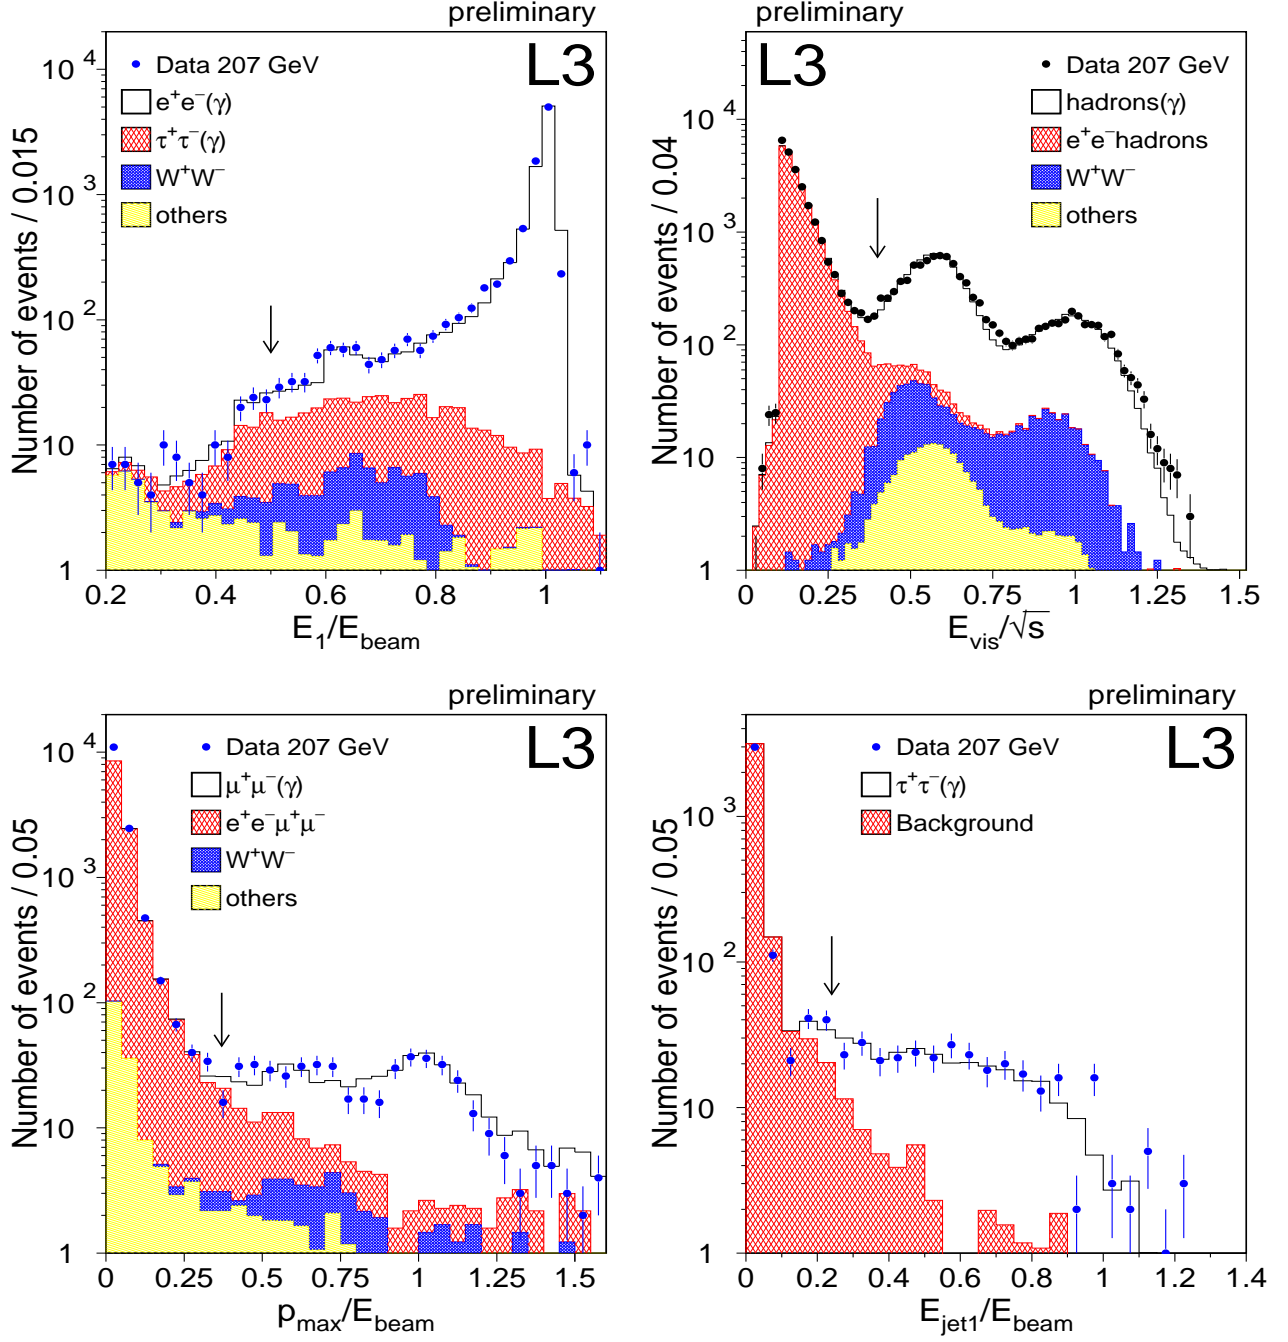 preliminary
L3
Data 207 GeV
e⁺e⁻(γ)
τ⁺τ⁻(γ)
W⁺W⁻
others
Number of events / 0.015
10⁴
10³
10²
10
1
0.2 0.4 0.6 0.8 1
E₁/E_beam
preliminary
L3
Data 207 GeV
hadrons(γ)
e⁺e⁻hadrons
W⁺W⁻
others
Number of events / 0.04
10⁴
10³
10²
10
1
0 0.25 0.5 0.75 1 1.25 1.5
E_vis/√s
preliminary
L3
Data 207 GeV
μ⁺μ⁻(γ)
e⁺e⁻μ⁺μ⁻
W⁺W⁻
others
Number of events / 0.05
10⁴
10³
10²
10
1
0 0.25 0.5 0.75 1 1.25 1.5
p_max/E_beam
preliminary
L3
Data 207 GeV
τ⁺τ⁻(γ)
Background
Number of events / 0.05
10³
10²
10
1
0 0.2 0.4 0.6 0.8 1 1.2 1.4
E_jet1/E_beam